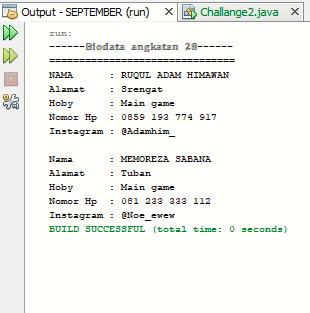 Output - SEPTEMBER (run) Challange2.java
run:
------Biodata angkatan 28------
==============================
NAMA : RUQUL ADAM HIMAWAN
Alamat : Srengat
Hoby : Main game
Nomor Hp : 0859 193 774 917
Instagram : @Adamhim_
Nama : MEMOREZA SABANA
Alamat : Tuban
Hoby : Main game
Nomor Hp : 081 233 333 112
Instagram : @Noe_ewew
BUILD SUCCESSFUL (total time: 0 seconds)